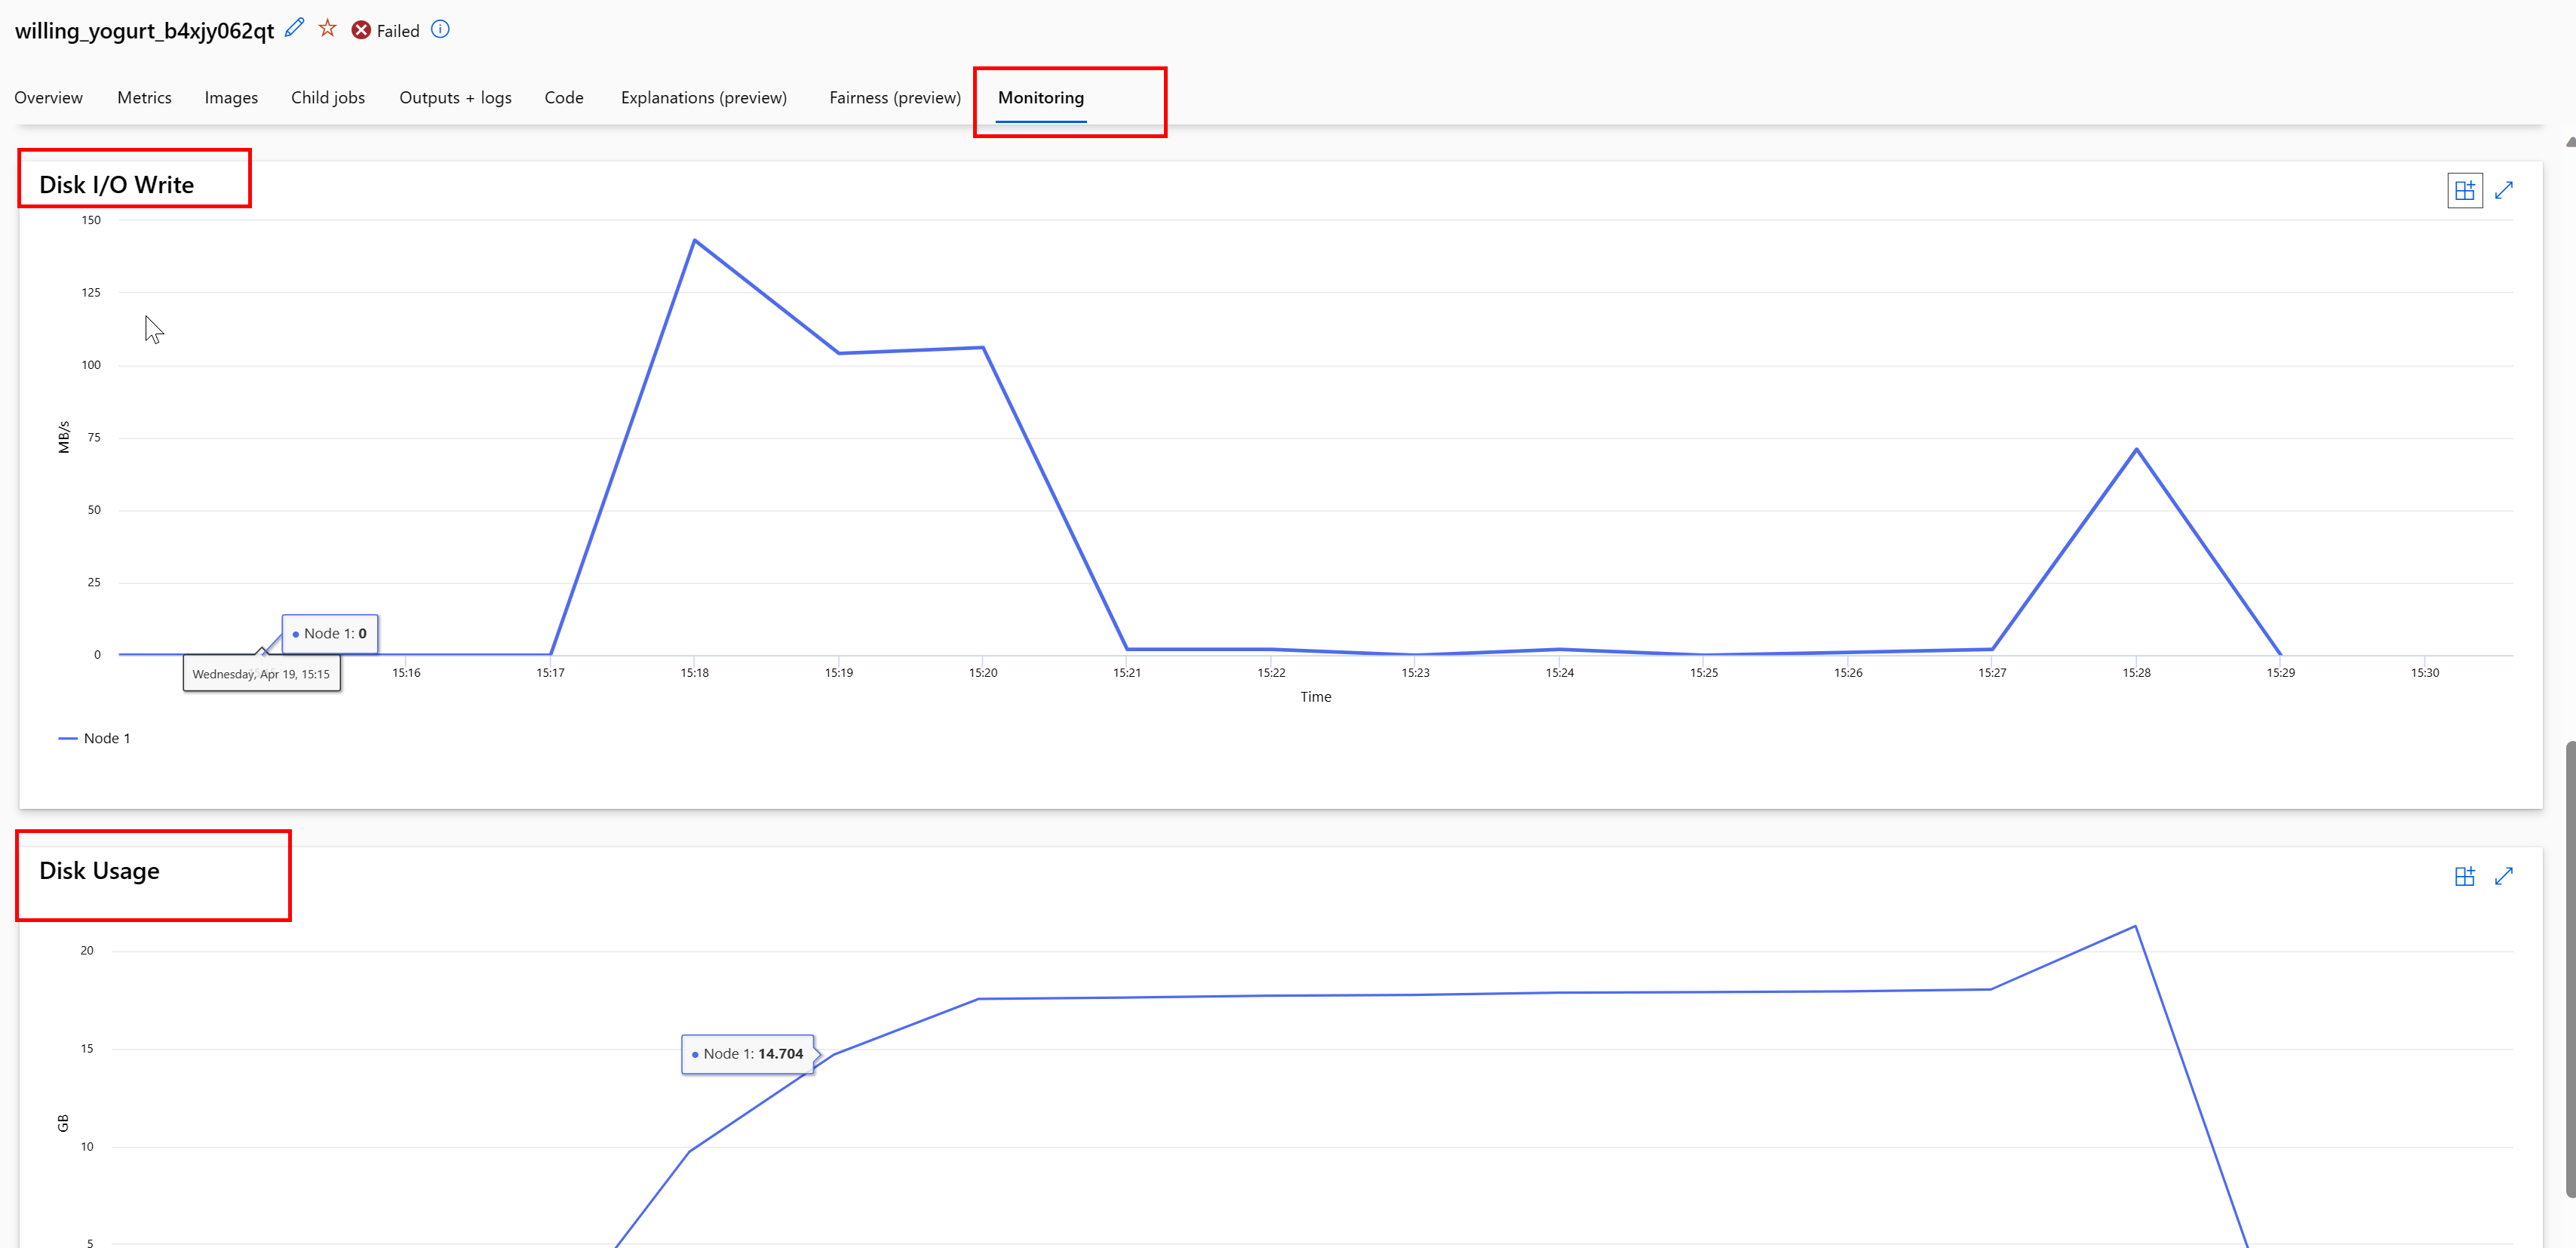 willing_yogurt_b4xjy062qt Failed
Overview Metrics Images Child jobs Outputs + logs Code Explanations (preview) Fairness (preview) Monitoring
Disk I/O Write
150
125
100
MB/s
75
50
25
Node 1: 0
0
Wednesday, Apr 19, 15:15
15:16 15:17 15:18 15:19 15:20 15:21 15:22 15:23 15:24 15:25 15:26 15:27 15:28 15:29 15:30
Time
Node 1
Disk Usage
20
15
Node 1: 14.704
GB
10
5